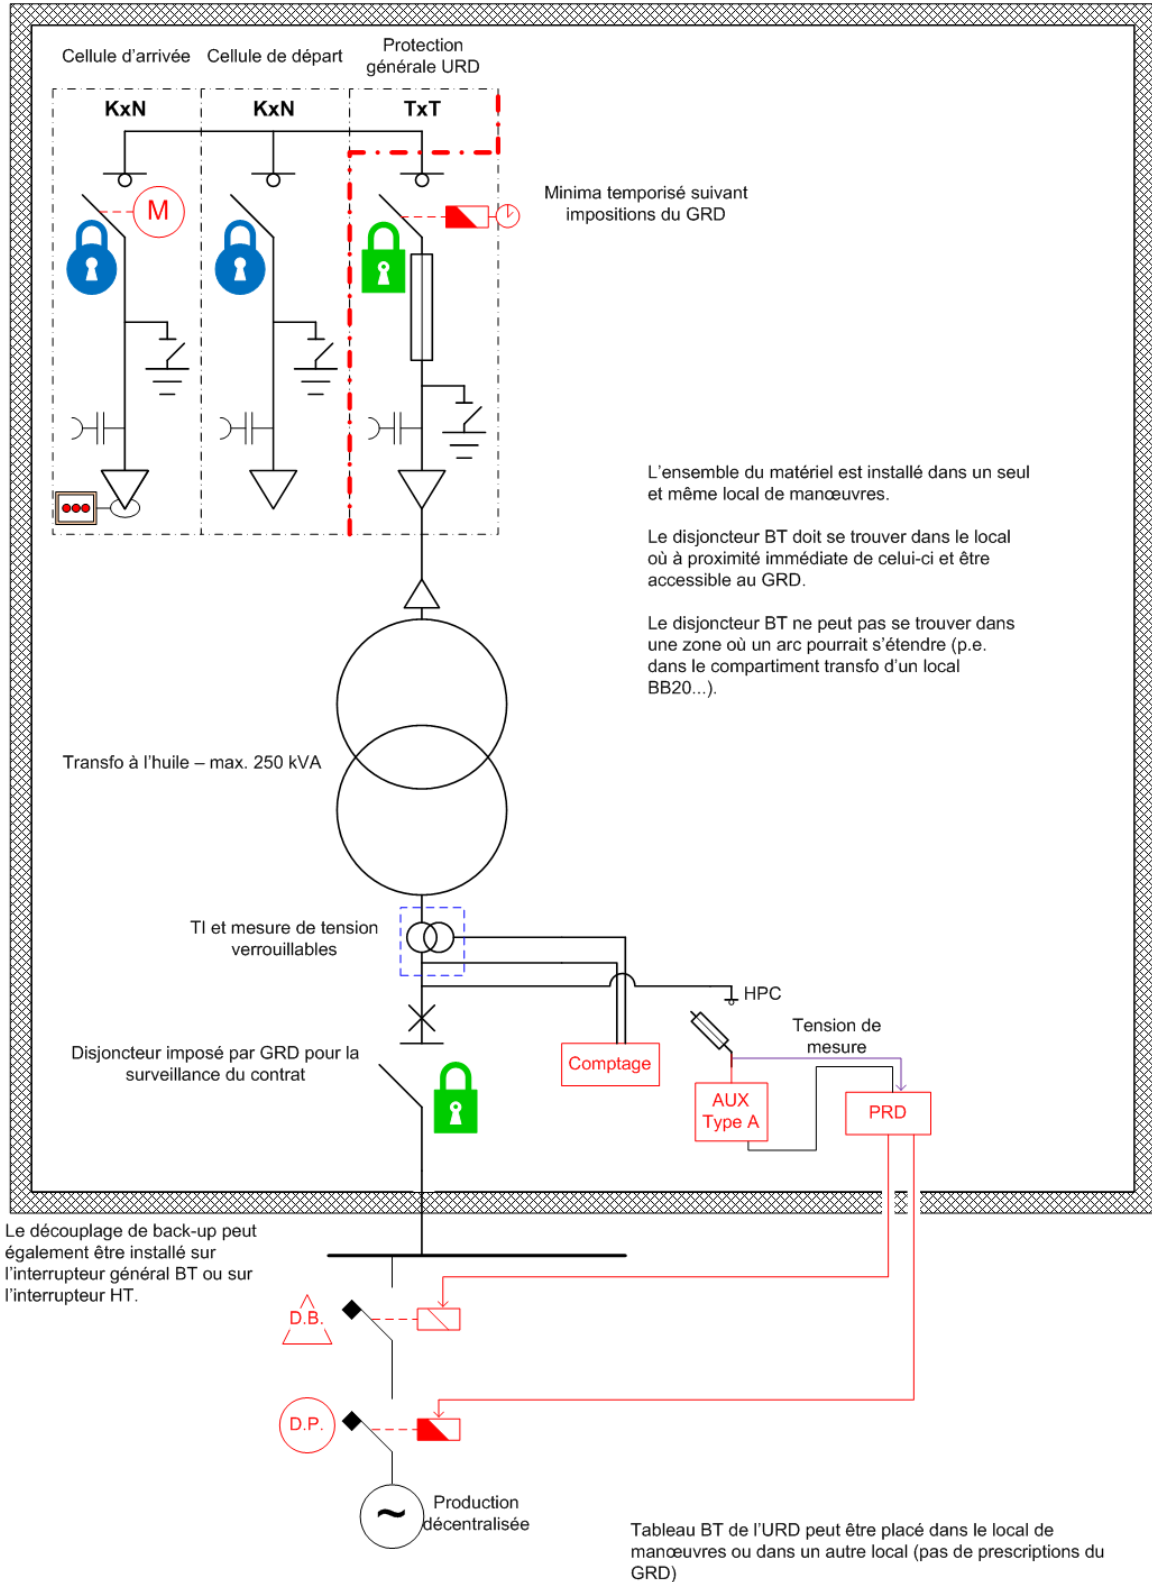 Cellule d'arrivée
Cellule de départ
Protection
générale URD
KxN
KxN
TxT
M
Minima temporisé suivant
impositions du GRD
L'ensemble du matériel est installé dans un seul
et même local de manœuvres.
Le disjoncteur BT doit se trouver dans le local
où à proximité immédiate de celui-ci et être
accessible au GRD.
Le disjoncteur BT ne peut pas se trouver dans
une zone où un arc pourrait s'étendre (p.e.
dans le compartiment transfo d'un local
BB20...).
Transfo à l'huile – max. 250 kVA
TI et mesure de tension
verrouillables
HPC
Tension de
mesure
Disjoncteur imposé par GRD pour la
surveillance du contrat
Comptage
AUX
Type A
PRD
Le découplage de back-up peut
également être installé sur
l'interrupteur général BT ou sur
l'interrupteur HT.
D.B.
D.P.
~
Production
décentralisée
Tableau BT de l'URD peut être placé dans le local de
manœuvres ou dans un autre local (pas de prescriptions du
GRD)